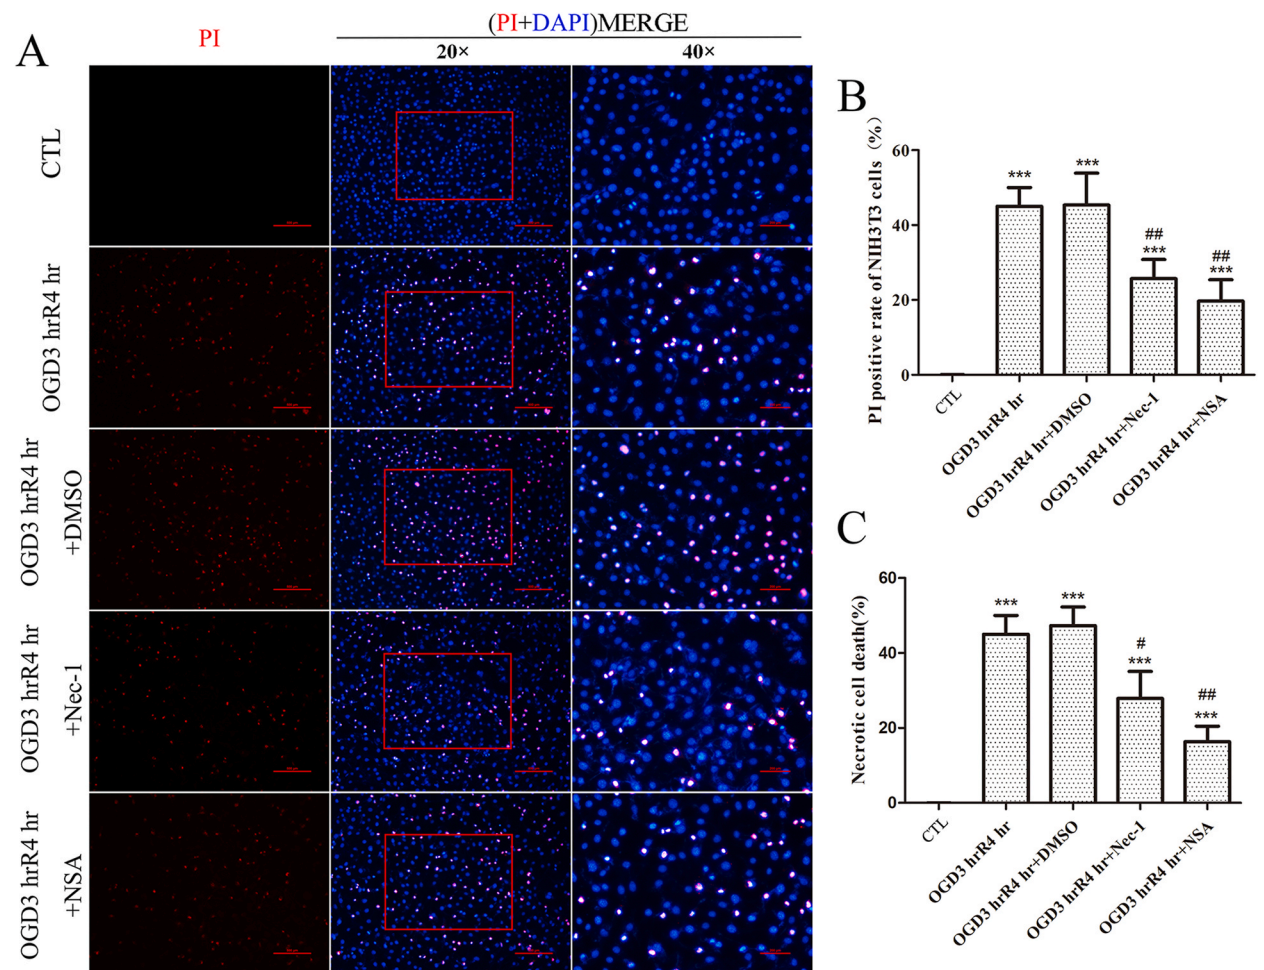 A
PI
(PI+DAPI)MERGE
20×
40×
CTL
OGD3 hrR4 hr
OGD3 hrR4 hr
+DMSO
OGD3 hrR4 hr
+Nec-1
OGD3 hrR4 hr
+NSA
B
PI positive rate of NIH3T3 cells (%)
60
40
20
0
***
***
##
***
##
***
CTL
OGD3 hrR4 hr
OGD3 hrR4 hr+DMSO
OGD3 hrR4 hr+Nec-1
OGD3 hrR4 hr+NSA
C
Necrotic cell death(%)
60
40
20
0
***
***
#
***
##
***
CTL
OGD3 hrR4 hr
OGD3 hrR4 hr+DMSO
OGD3 hrR4 hr+Nec-1
OGD3 hrR4 hr+NSA